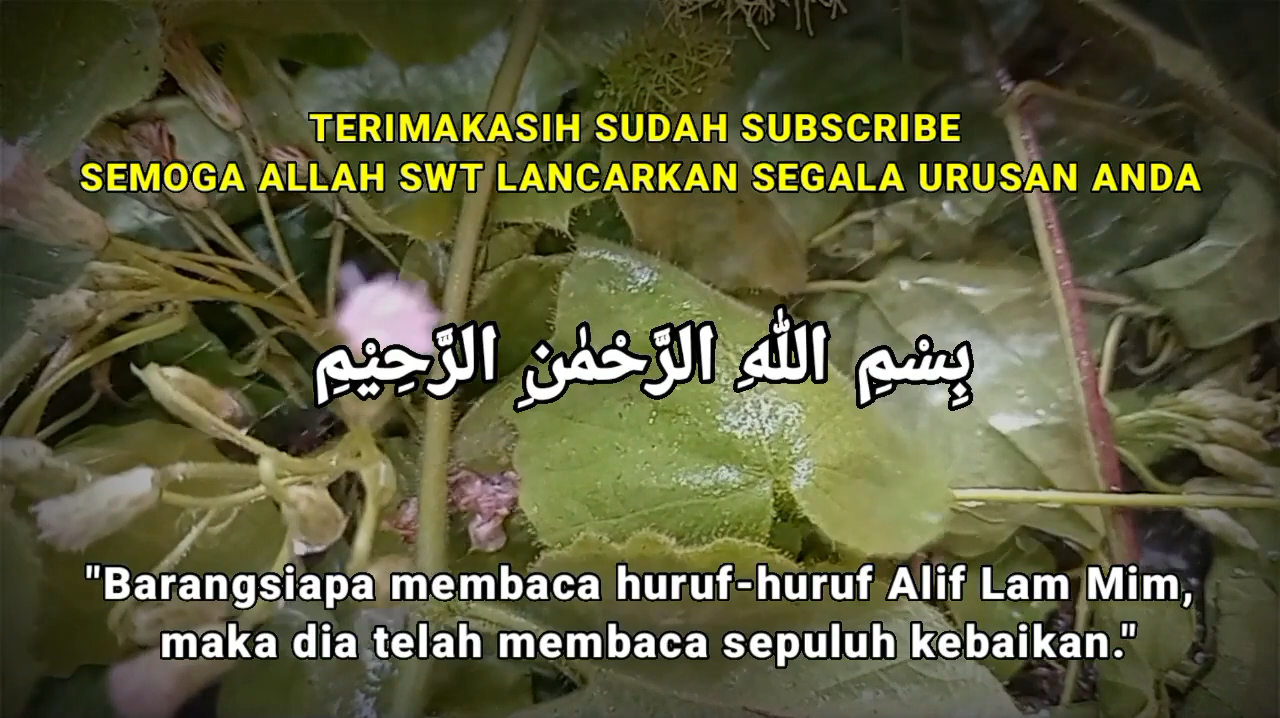 TERIMAKASIH SUDAH SUBSCRIBE
SEMOGA ALLAH SWT LANCARKAN SEGALA URUSAN ANDA
بِسْمِ اللّٰهِ الرَّحْمٰنِ الرَّحِيْمِ
"Barangsiapa membaca huruf-huruf Alif Lam Mim,
maka dia telah membaca sepuluh kebaikan."